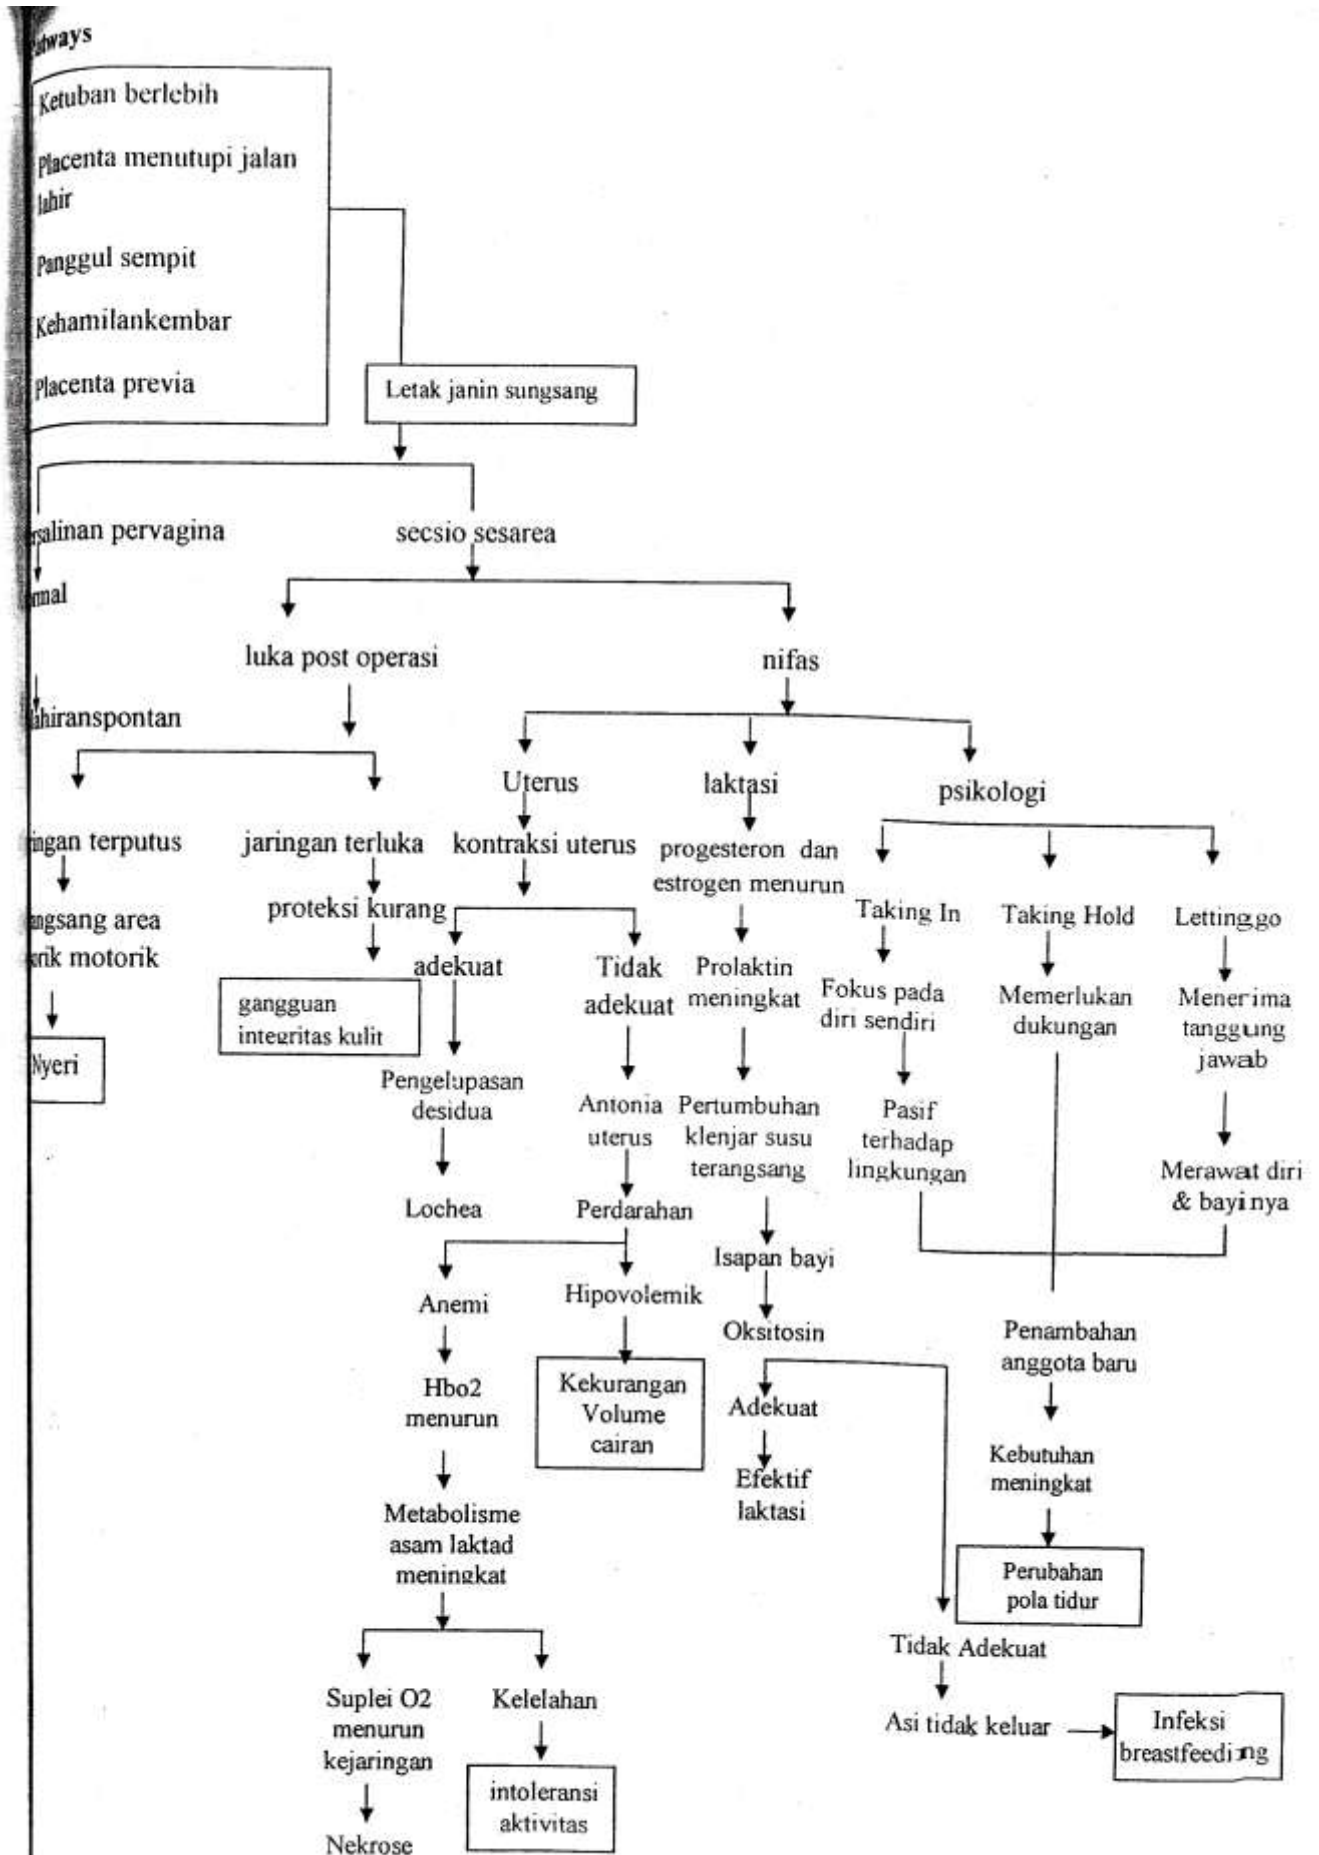 Ketuban berlebih
Placenta menutupi jalan
lahir
Panggul sempit
Kehamilankembar
Placenta previa
Letak janin sungsang
pervagina
secsio sesarea
luka post operasi
nifas
Uterus
laktasi
psikologi
terputus
jaringan terluka
kontraksi uterus
progesteron dan
estrogen menurun
proteksi kurang
Taking In
Taking Hold
Lettinggo
area
motorik
adekuat
Tidak
adekuat
Prolaktin
meningkat
Fokus pada
diri sendiri
Memerlukan
dukungan
Menerima
tanggung
jawab
gangguan
integritas kulit
Nyeri
Pengelupasan
desidua
Antonia
uterus
Pertumbuhan
klenjar susu
terangsang
Pasif
terhadap
lingkungan
Merawat diri
& bayinya
Lochea
Perdarahan
Isapan bayi
Anemi
Hipovolemik
Oksitosin
Penambahan
anggota baru
Hbo2
menurun
Kekurangan
Volume
cairan
Adekuat
Efektif
laktasi
Kebutuhan
meningkat
Metabolisme
asam laktad
meningkat
Perubahan
pola tidur
Tidak Adekuat
Suplei O2
menurun
kejaringan
Kelelahan
Asi tidak keluar
Infeksi
breastfeeding
intoleransi
aktivitas
Nekrose